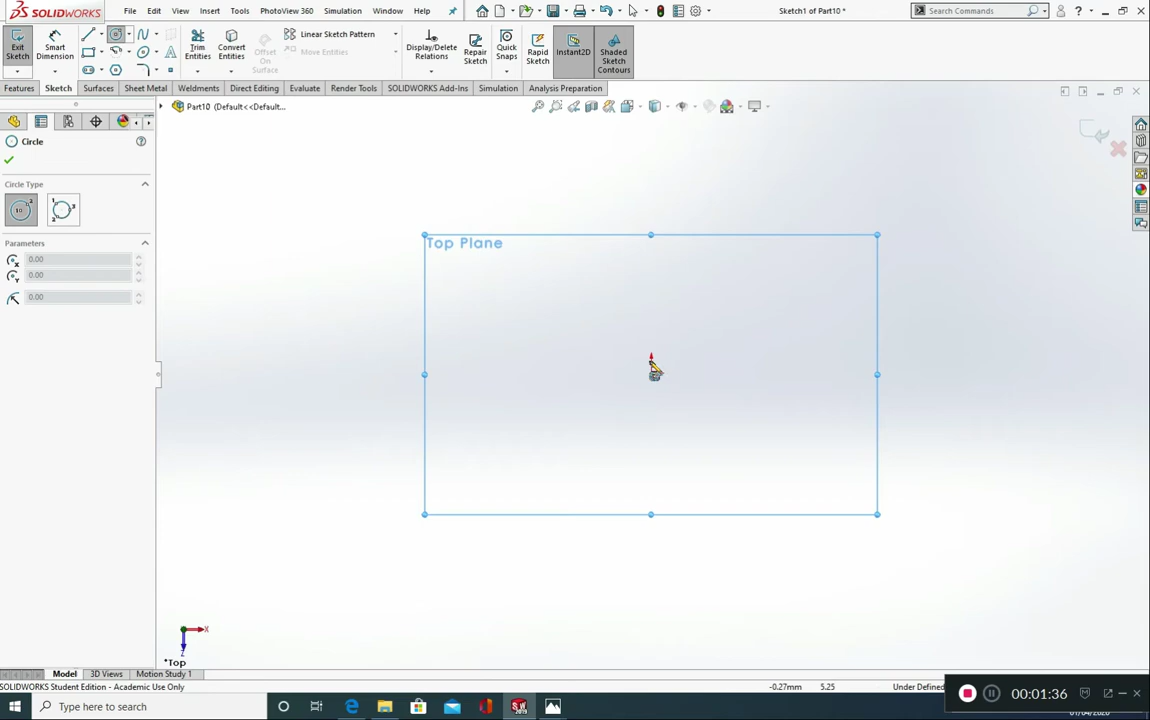 SOLIDWORKS File Edit View Insert Tools PhotoView 360 Simulation Window Help Sketch1 of Part10 * Search Commands
Exit Sketch
Smart Dimension
Trim Entities
Convert Entities
Offset On Surface
Linear Sketch Pattern
Move Entities
Display/Delete Relations
Repair Sketch
Quick Snaps
Rapid Sketch
Instant2D
Shaded Sketch Contours
Features Sketch Surfaces Sheet Metal Weldments Direct Editing Evaluate Render Tools SOLIDWORKS Add-Ins Simulation Analysis Preparation
Part10 (Default<<Default...
Circle
Circle Type
Parameters
0.00
0.00
0.00
Top Plane
X
Z
*Top
Model 3D Views Motion Study 1
SOLIDWORKS Student Edition - Academic Use Only -0.27mm 5.25 Under Defined
Type here to search
00:01:36